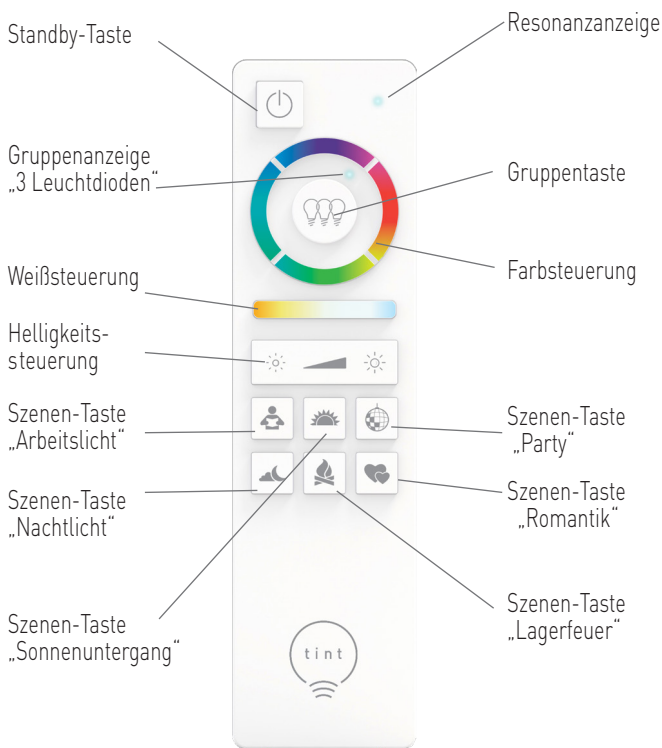 Standby-Taste
Resonanzanzeige
Gruppenanzeige
„3 Leuchtdioden“
Gruppentaste
Weißsteuerung
Farbsteuerung
Helligkeits-
steuerung
Szenen-Taste
„Arbeitslicht“
Szenen-Taste
„Party“
Szenen-Taste
„Nachtlicht“
Szenen-Taste
„Romantik“
Szenen-Taste
„Sonnenuntergang“
Szenen-Taste
„Lagerfeuer“
tint